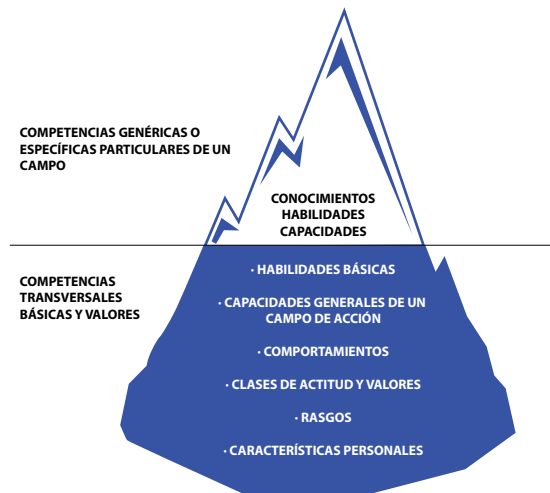 COMPETENCIAS GENÉRICAS O
ESPECÍFICAS PARTICULARES DE UN
CAMPO
CONOCIMIENTOS
HABILIDADES
CAPACIDADES
COMPETENCIAS
TRANSVERSALES
BÁSICAS Y VALORES
· HABILIDADES BÁSICAS
· CAPACIDADES GENERALES DE UN
CAMPO DE ACCIÓN
· COMPORTAMIENTOS
· CLASES DE ACTITUD Y VALORES
· RASGOS
· CARACTERÍSTICAS PERSONALES